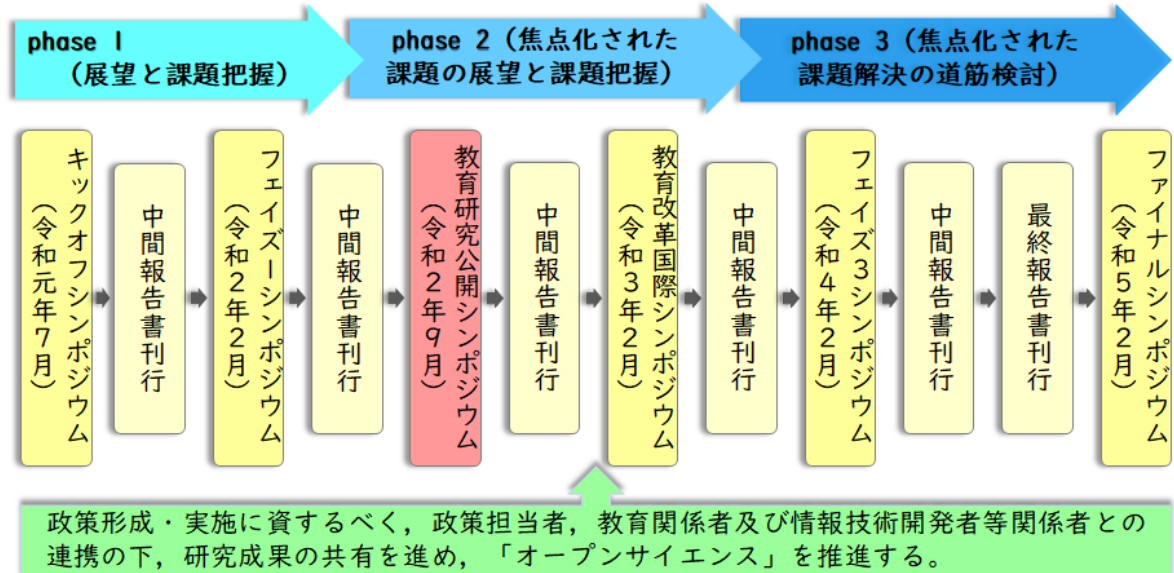 phase 1
(展望と課題把握)
phase 2(焦点化された
課題の展望と課題把握)
phase 3(焦点化された
課題解決の道筋検討)
キックオフシンポジウム
(令和元年7月)
中間報告書刊行
フェイズ1シンポジウム
(令和2年2月)
中間報告書刊行
教育研究公開シンポジウム
(令和2年9月)
中間報告書刊行
教育改革国際シンポジウム
(令和3年2月)
中間報告書刊行
フェイズ3シンポジウム
(令和4年2月)
中間報告書刊行
最終報告書刊行
ファイナルシンポジウム
(令和5年2月)
政策形成・実施に資するべく,政策担当者,教育関係者及び情報技術開発者等関係者との
連携の下,研究成果の共有を進め,「オープンサイエンス」を推進する。